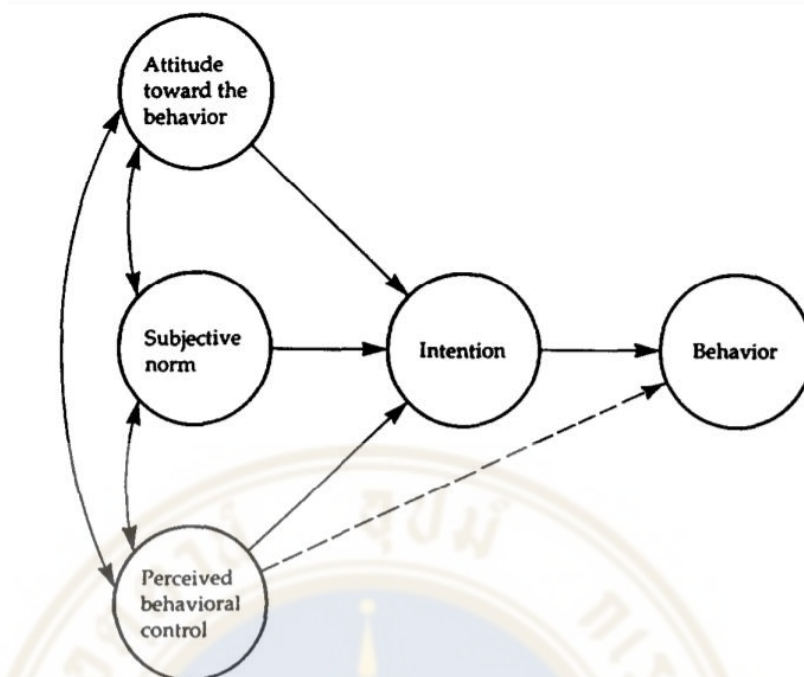 Attitude
toward the
behavior
Subjective
norm
Intention
Behavior
Perceived
behavioral
control